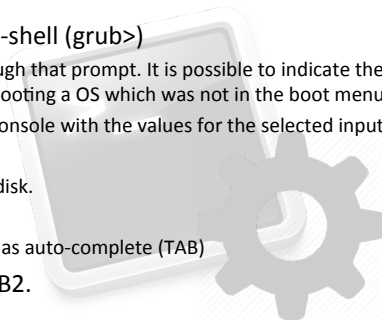 -shell (grub>)
ugh that prompt. It is possible to indicate the
ooting a OS which was not in the boot menu
onsole with the values for the selected input
disk.
as auto-complete (TAB)
B2.